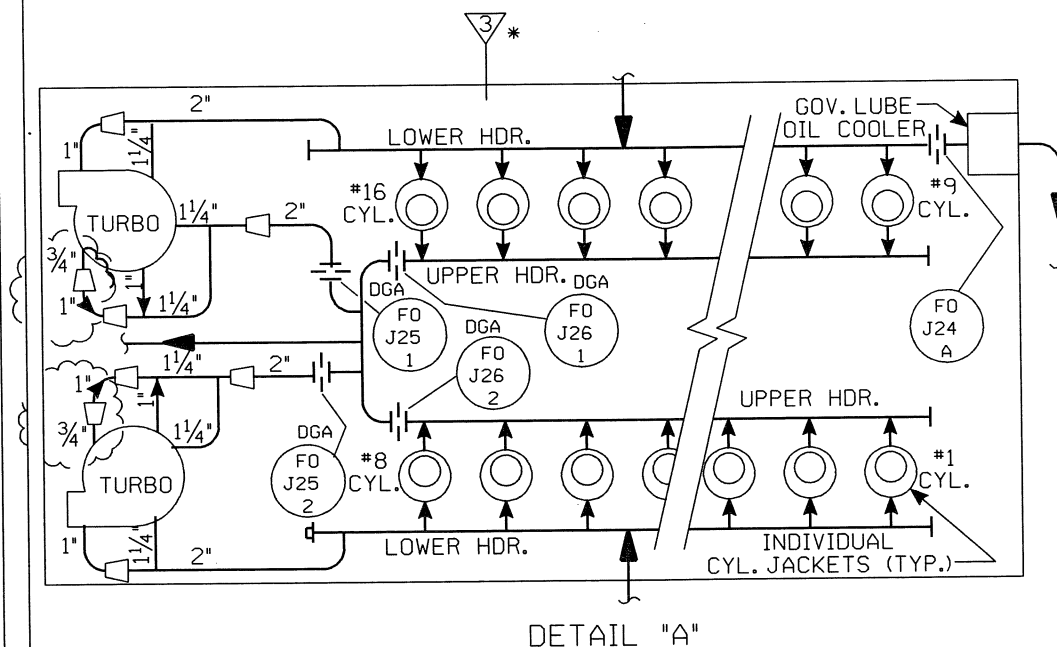 3 *
2"
GOV. LUBE
OIL COOLER
LOWER HDR.
1"
1¼"
#16
CYL.
#9
CYL.
TURBO
1¼"
2"
¾"
1"
1"
1¼"
UPPER HDR.
DGA
FO
J25
1
DGA
FO
J26
1
FO
J24
A
DGA
FO
J26
2
1¼"
2"
1"
1"
¾"
1¼"
UPPER HDR.
DGA
FO
J25
2
#8
CYL.
#1
CYL.
TURBO
1"
1¼"
2"
LOWER HDR.
INDIVIDUAL
CYL. JACKETS (TYP.)
DETAIL "A"